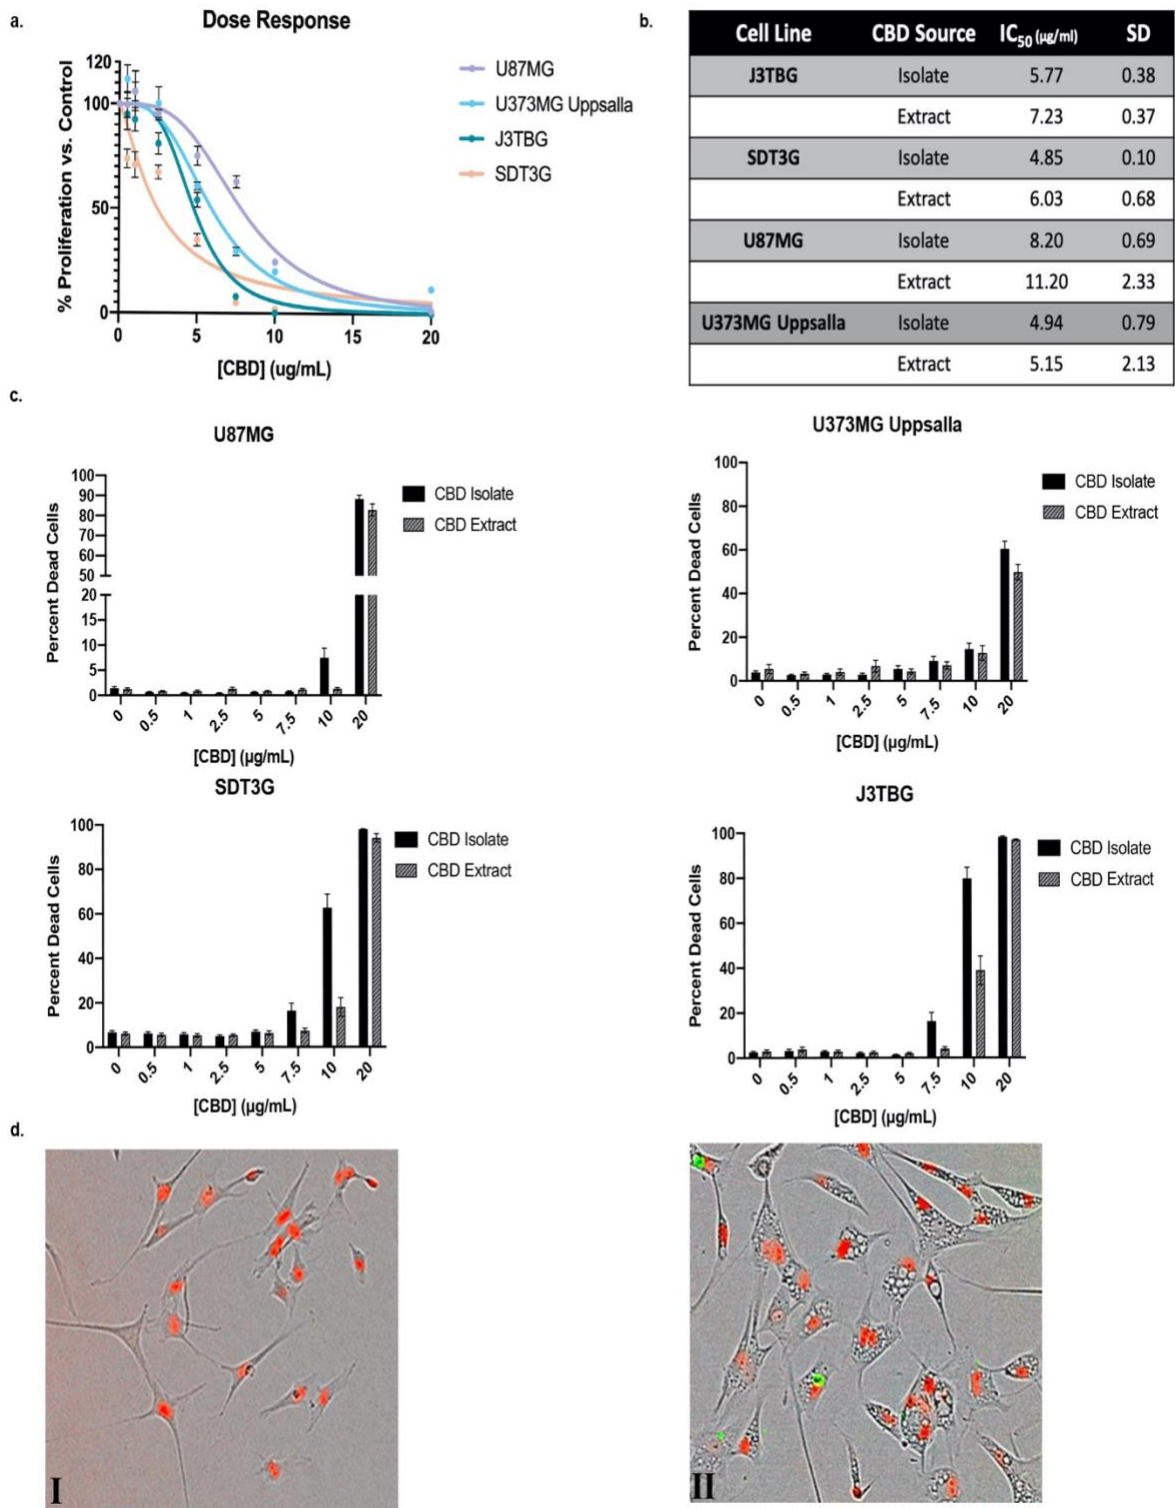 a.
Dose Response
% Proliferation vs. Control
120
100
50
0
0 5 10 15 20
[CBD] (ug/mL)
U87MG
U373MG Uppsalla
J3TBG
SDT3G
b.
Cell Line CBD Source IC50 (µg/ml) SD
J3TBG Isolate 5.77 0.38
Extract 7.23 0.37
SDT3G Isolate 4.85 0.10
Extract 6.03 0.68
U87MG Isolate 8.20 0.69
Extract 11.20 2.33
U373MG Uppsalla Isolate 4.94 0.79
Extract 5.15 2.13
c.
U87MG
Percent Dead Cells
100
90
80
70
60
50
20
15
10
5
0
0 0.5 1 2.5 5 7.5 10 20
[CBD] (µg/mL)
CBD Isolate
CBD Extract
U373MG Uppsalla
Percent Dead Cells
100
80
60
40
20
0
0 0.5 1 2.5 5 7.5 10 20
[CBD] (µg/mL)
CBD Isolate
CBD Extract
SDT3G
Percent Dead Cells
100
80
60
40
20
0
0 0.5 1 2.5 5 7.5 10 20
[CBD] (µg/mL)
CBD Isolate
CBD Extract
J3TBG
Percent Dead Cells
100
80
60
40
20
0
0 0.5 1 2.5 5 7.5 10 20
[CBD] (µg/mL)
CBD Isolate
CBD Extract
d.
I
II